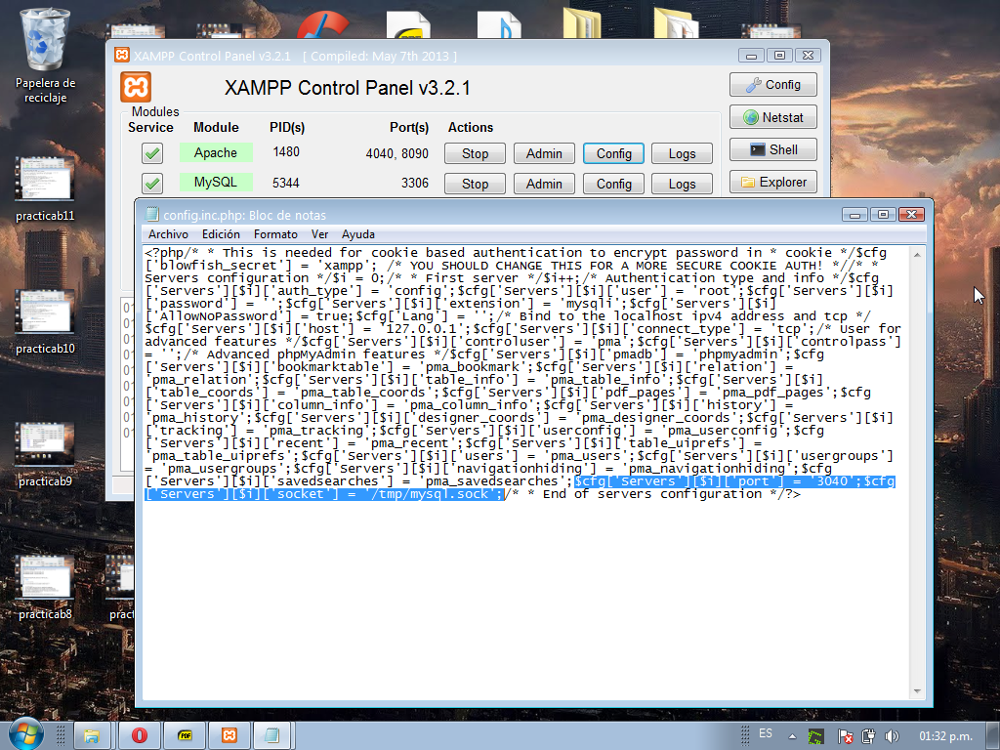 Papelera de
reciclaje
practicab11
practicab10
practicab9
practicab8
pract
XAMPP Control Panel v3.2.1 [ Compiled: May 7th 2013 ]
XAMPP Control Panel v3.2.1
Config
Modules
Service Module PID(s) Port(s) Actions
Netstat
Apache 1480 4040, 8090 Stop Admin Config Logs
Shell
MySQL 5344 3306 Stop Admin Config Logs
Explorer
config.inc.php: Bloc de notas
Archivo Edición Formato Ver Ayuda
<?php/* * This is needed for cookie based authentication to encrypt password in * cookie */$cfg
['blowfish_secret'] = 'xampp'; /* YOU SHOULD CHANGE THIS FOR A MORE SECURE COOKIE AUTH! *//* *
Servers configuration */$i = 0;/* * First server */$i++;/* Authentication type and info */$cfg
['Servers'][$i]['auth_type'] = 'config';$cfg['Servers'][$i]['user'] = 'root';$cfg['Servers'][$i]
['password'] = '';$cfg['Servers'][$i]['extension'] = 'mysqli';$cfg['Servers'][$i]
['AllowNoPassword'] = true;$cfg['Lang'] = '';/* Bind to the localhost ipv4 address and tcp */
$cfg['Servers'][$i]['host'] = '127.0.0.1';$cfg['Servers'][$i]['connect_type'] = 'tcp';/* User for
advanced features */$cfg['Servers'][$i]['controluser'] = 'pma';$cfg['Servers'][$i]['controlpass']
= '';/* Advanced phpMyAdmin features */$cfg['Servers'][$i]['pmadb'] = 'phpmyadmin';$cfg
['Servers'][$i]['bookmarktable'] = 'pma_bookmark';$cfg['Servers'][$i]['relation'] =
'pma_relation';$cfg['Servers'][$i]['table_info'] = 'pma_table_info';$cfg['Servers'][$i]
['table_coords'] = 'pma_table_coords';$cfg['Servers'][$i]['pdf_pages'] = 'pma_pdf_pages';$cfg
['Servers'][$i]['column_info'] = 'pma_column_info';$cfg['Servers'][$i]['history'] =
'pma_history';$cfg['Servers'][$i]['designer_coords'] = 'pma_designer_coords';$cfg['Servers'][$i]
['tracking'] = 'pma_tracking';$cfg['Servers'][$i]['userconfig'] = 'pma_userconfig';$cfg
['Servers'][$i]['recent'] = 'pma_recent';$cfg['Servers'][$i]['table_uiprefs'] =
'pma_table_uiprefs';$cfg['Servers'][$i]['users'] = 'pma_users';$cfg['Servers'][$i]['usergroups']
= 'pma_usergroups';$cfg['Servers'][$i]['navigationhiding'] = 'pma_navigationhiding';$cfg
['Servers'][$i]['savedsearches'] = 'pma_savedsearches';$cfg['Servers'][$i]['port'] = '3040';$cfg
['Servers'][$i]['socket'] = '/tmp/mysql.sock';/* * End of servers configuration */?>
PDF
ES
01:32 p.m.